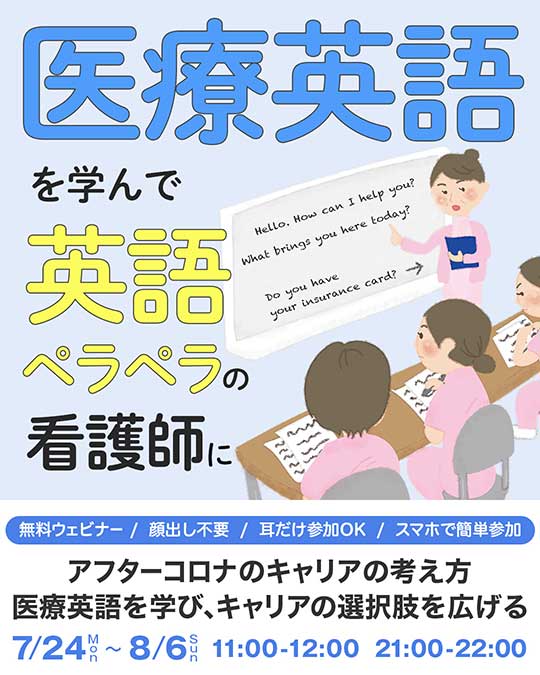 医療英語
を学んで
英語
ペラペラの
看護師に
Hello. How can I help you?
What brings you here today?
Do you have
your insurance card? →
無料ウェビナー / 顔出し不要 / 耳だけ参加OK / スマホで簡単参加
アフターコロナのキャリアの考え方
医療英語を学び、キャリアの選択肢を広げる
7/24 Mon ~ 8/6 Sun 11:00-12:00 21:00-22:00